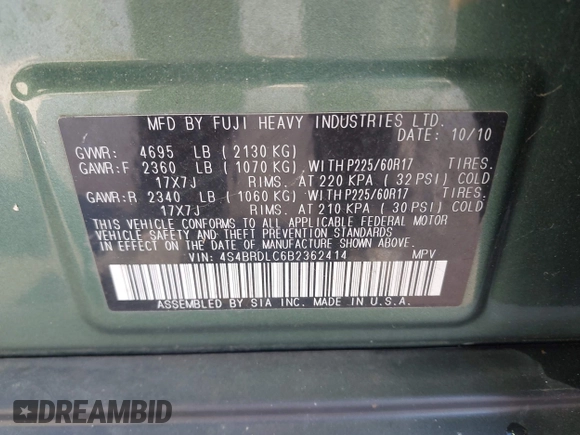 MFD BY FUJI HEAVY INDUSTRIES LTD.
DATE: 10/10
GVWR: 4695 LB (2130 KG)
GAWR:F 2360 LB (1070 KG) WITH P225/60R17 TIRES.
17X7J RIMS. AT 220 KPA (32 PSI) COLD
GAWR:R 2340 LB (1060 KG) WITH P225/60R17 TIRES.
17X7J RIMS. AT 210 KPA (30 PSI) COLD
THIS VEHICLE CONFORMS TO ALL APPLICABLE FEDERAL MOTOR
VEHICLE SAFETY AND THEFT PREVENTION STANDARDS
IN EFFECT ON THE DATE OF MANUFACTURE SHOWN ABOVE.
VIN: 4S4BRDLC6B2362414 MPV
ASSEMBLED BY SIA INC. MADE IN U.S.A.
DREAMBID